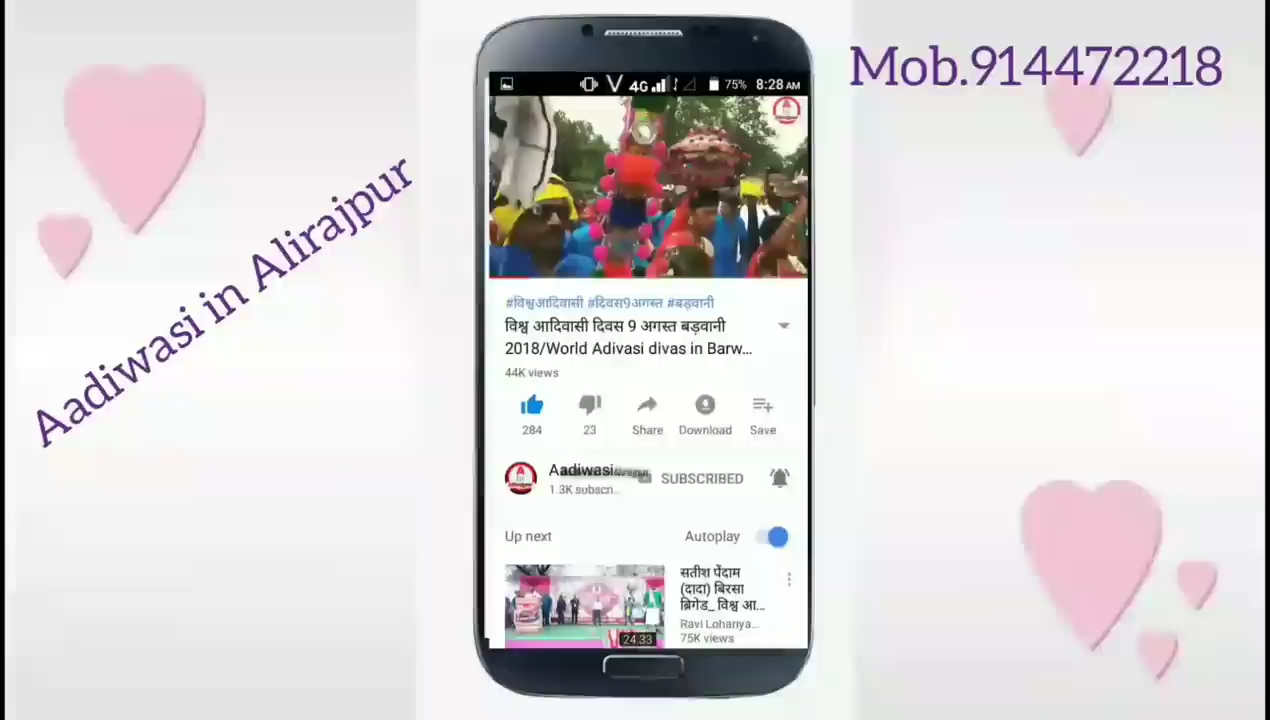 Mob.914472218
Aadiwasi in Alirajpur
75%
8:28 AM
4G
#विश्वआदिवासी #दिवस9अगस्त #बड़वानी
विश्व आदिवासी दिवस 9 अगस्त बड़वानी
2018/World Adivasi divas in Barw...
44K views
284
23
Share
Download
Save
Aadiwasi...
SUBSCRIBED
1.3K subscri...
Up next
Autoplay
सतीश पेंदाम
(दादा) बिरसा
ब्रिगेड_ विश्व आ...
Ravi Lohariya...
75K views
24:33